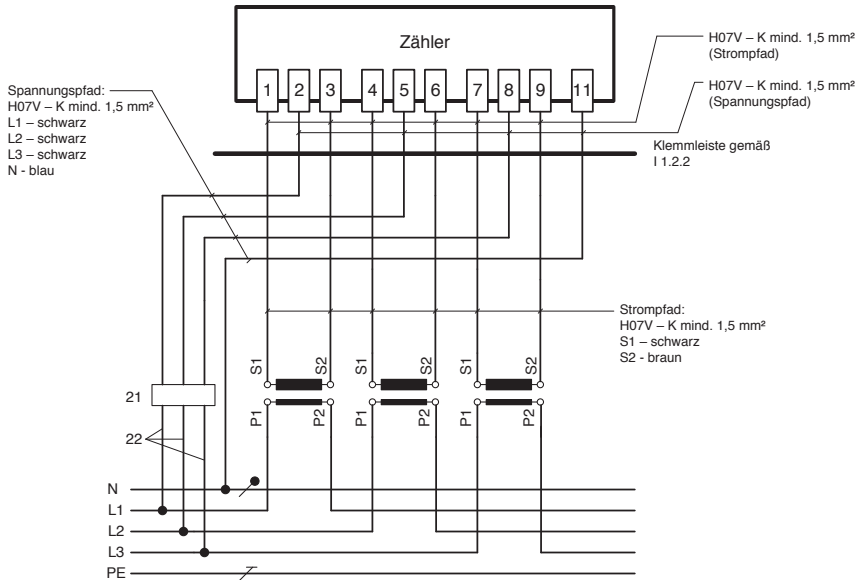 Zähler
1 2 3 4 5 6 7 8 9 11
H07V – K mind. 1,5 mm²
(Strompfad)
H07V – K mind. 1,5 mm²
(Spannungspfad)
Klemmleiste gemäß
I 1.2.2
Spannungspfad:
H07V – K mind. 1,5 mm²
L1 – schwarz
L2 – schwarz
L3 – schwarz
N - blau
Strompfad:
H07V – K mind. 1,5 mm²
S1 – schwarz
S2 - braun
S1 S2 S1 S2 S1 S2
21
P1 P2 P1 P2 P1 P2
22
N
L1
L2
L3
PE